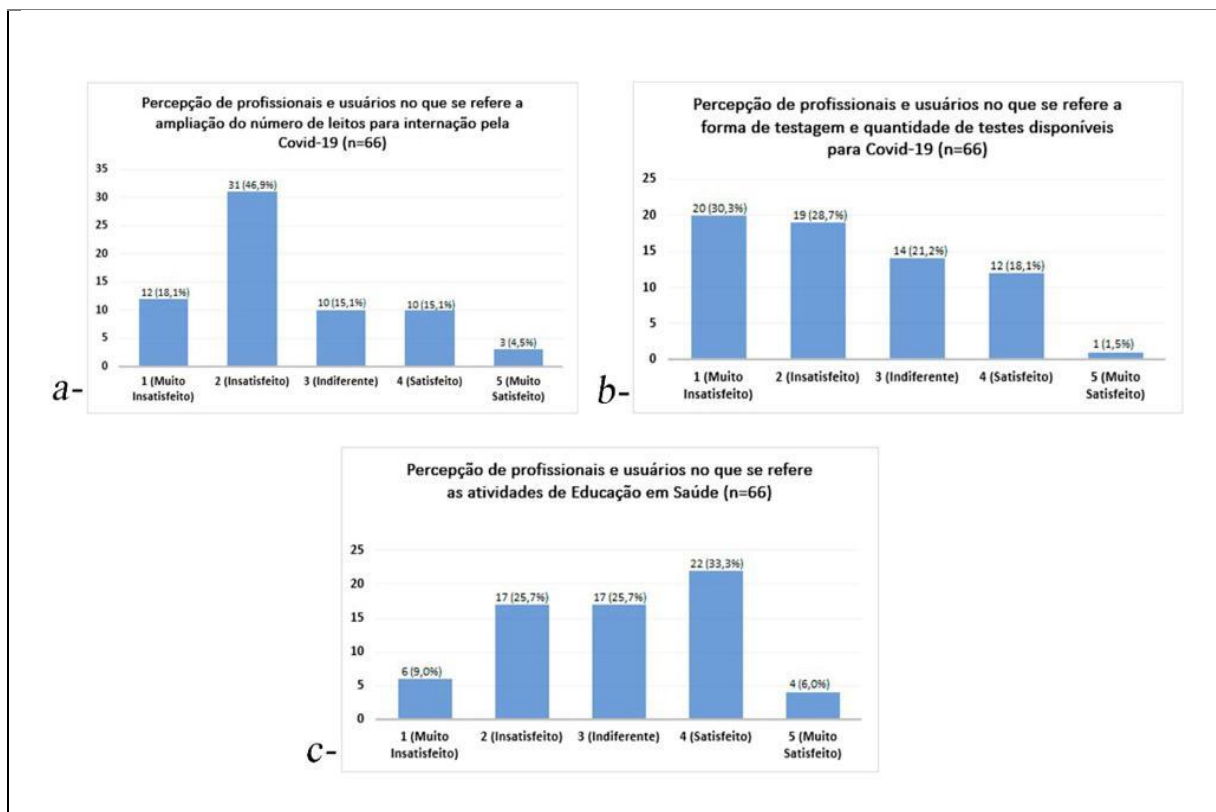 Percepção de profissionais e usuários no que se refere a
ampliação do número de leitos para internação pela
Covid-19 (n=66)
35
30
25
20
15
10
5
0
12 (18,1%)
31 (46,9%)
10 (15,1%)
10 (15,1%)
3 (4,5%)
1 (Muito
Insatisfeito)
2 (Insatisfeito)
3 (Indiferente)
4 (Satisfeito)
5 (Muito
Satisfeito)
a-
Percepção de profissionais e usuários no que se refere a
forma de testagem e quantidade de testes disponíveis
para Covid-19 (n=66)
25
20
15
10
5
0
20 (30,3%)
19 (28,7%)
14 (21,2%)
12 (18,1%)
1 (1,5%)
1 (Muito
Insatisfeito)
2 (Insatisfeito)
3 (Indiferente)
4 (Satisfeito)
5 (Muito
Satisfeito)
b-
Percepção de profissionais e usuários no que se refere
as atividades de Educação em Saúde (n=66)
25
20
15
10
5
0
6 (9,0%)
17 (25,7%)
17 (25,7%)
22 (33,3%)
4 (6,0%)
1 (Muito
Insatisfeito)
2 (Insatisfeito)
3 (Indiferente)
4 (Satisfeito)
5 (Muito
Satisfeito)
c-